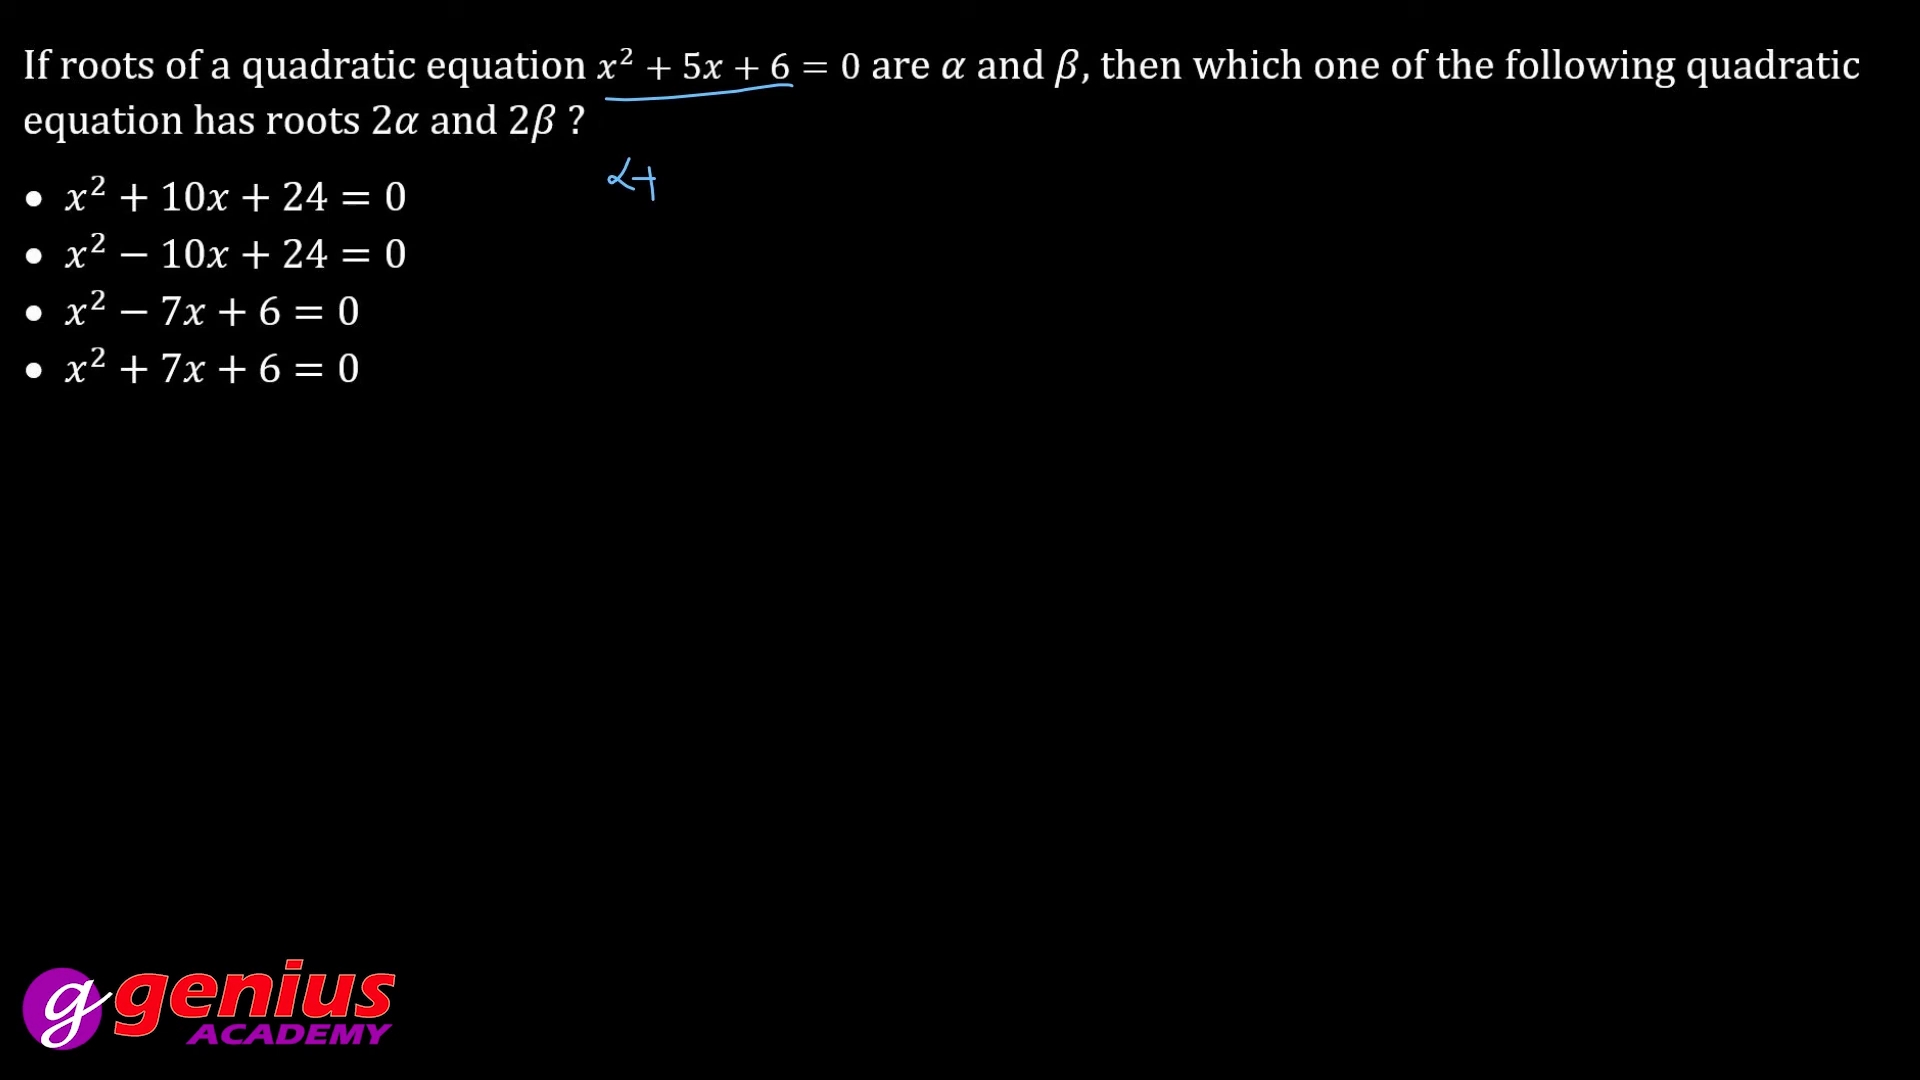 If roots of a quadratic equation x² + 5x + 6 = 0 are α and β, then which one of the following quadratic
equation has roots 2α and 2β ?
α+
• x² + 10x + 24 = 0
• x² − 10x + 24 = 0
• x² − 7x + 6 = 0
• x² + 7x + 6 = 0
g genius
ACADEMY